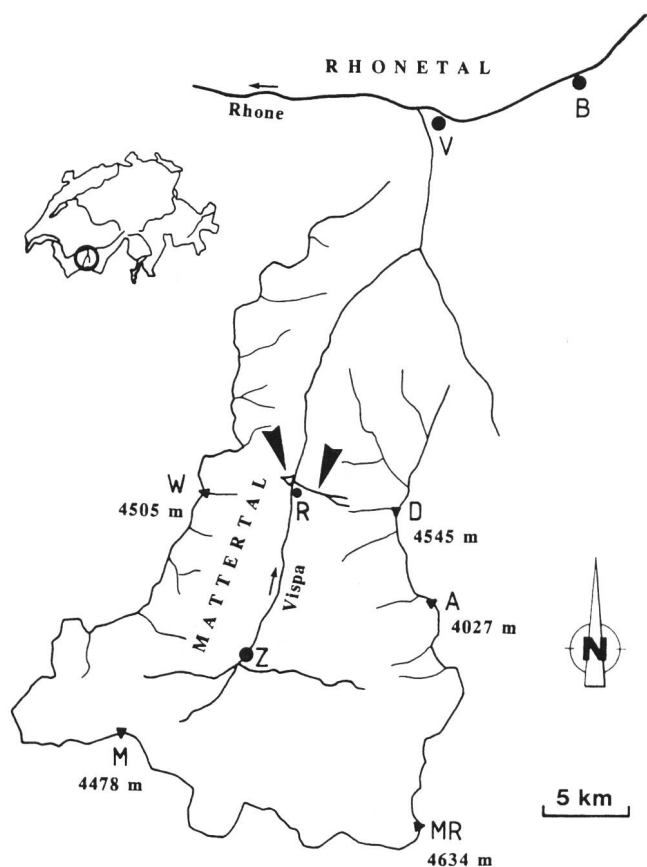 RHONETAL
Rhone
B
V
W
4505 m
R
D
4545 m
MATTERTAL
Vispa
A
4027 m
N
Z
M
4478 m
5 km
MR
4634 m